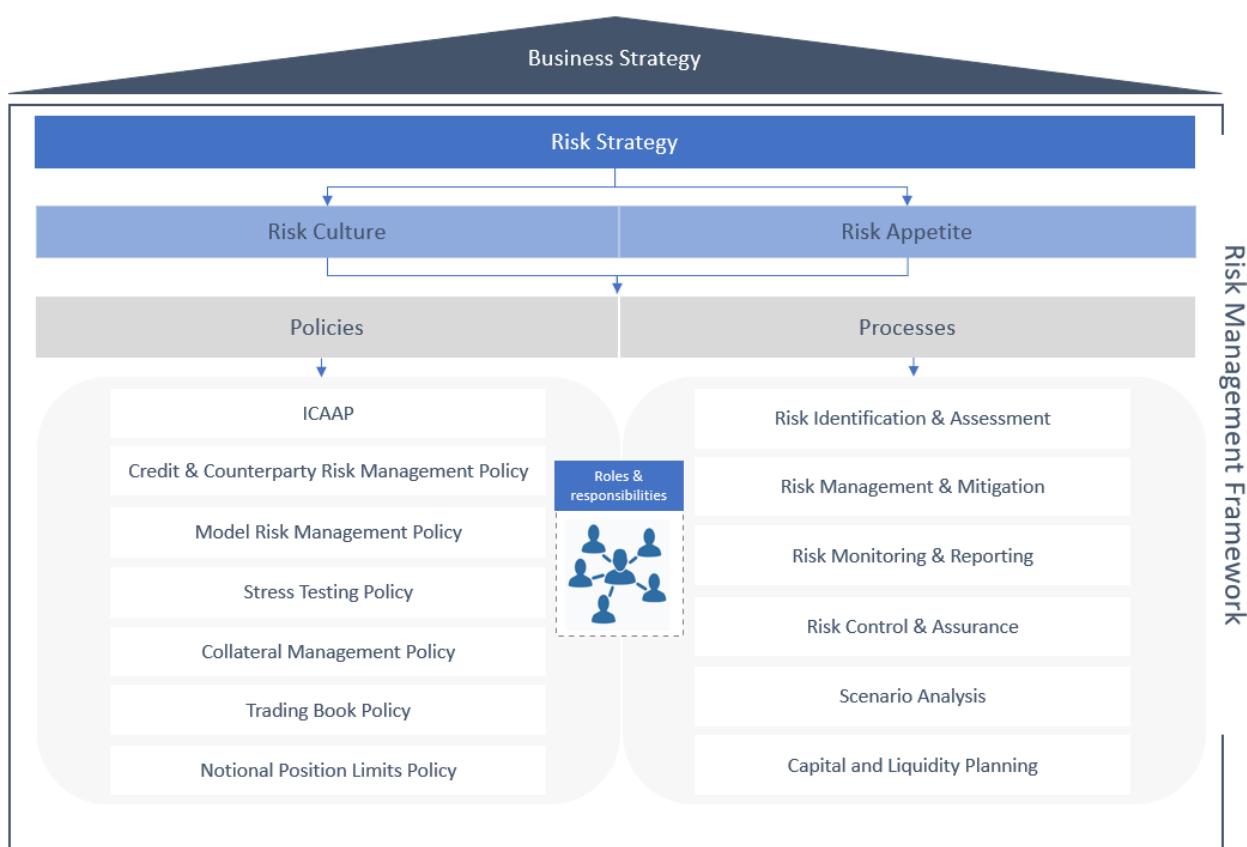 Business Strategy
Risk Strategy
Risk Culture
Risk Appetite
Policies
Processes
ICAAP
Credit & Counterparty Risk Management Policy
Model Risk Management Policy
Stress Testing Policy
Collateral Management Policy
Trading Book Policy
Notional Position Limits Policy
Roles &
responsibilities
Risk Identification & Assessment
Risk Management & Mitigation
Risk Monitoring & Reporting
Risk Control & Assurance
Scenario Analysis
Capital and Liquidity Planning
Risk Management Framework